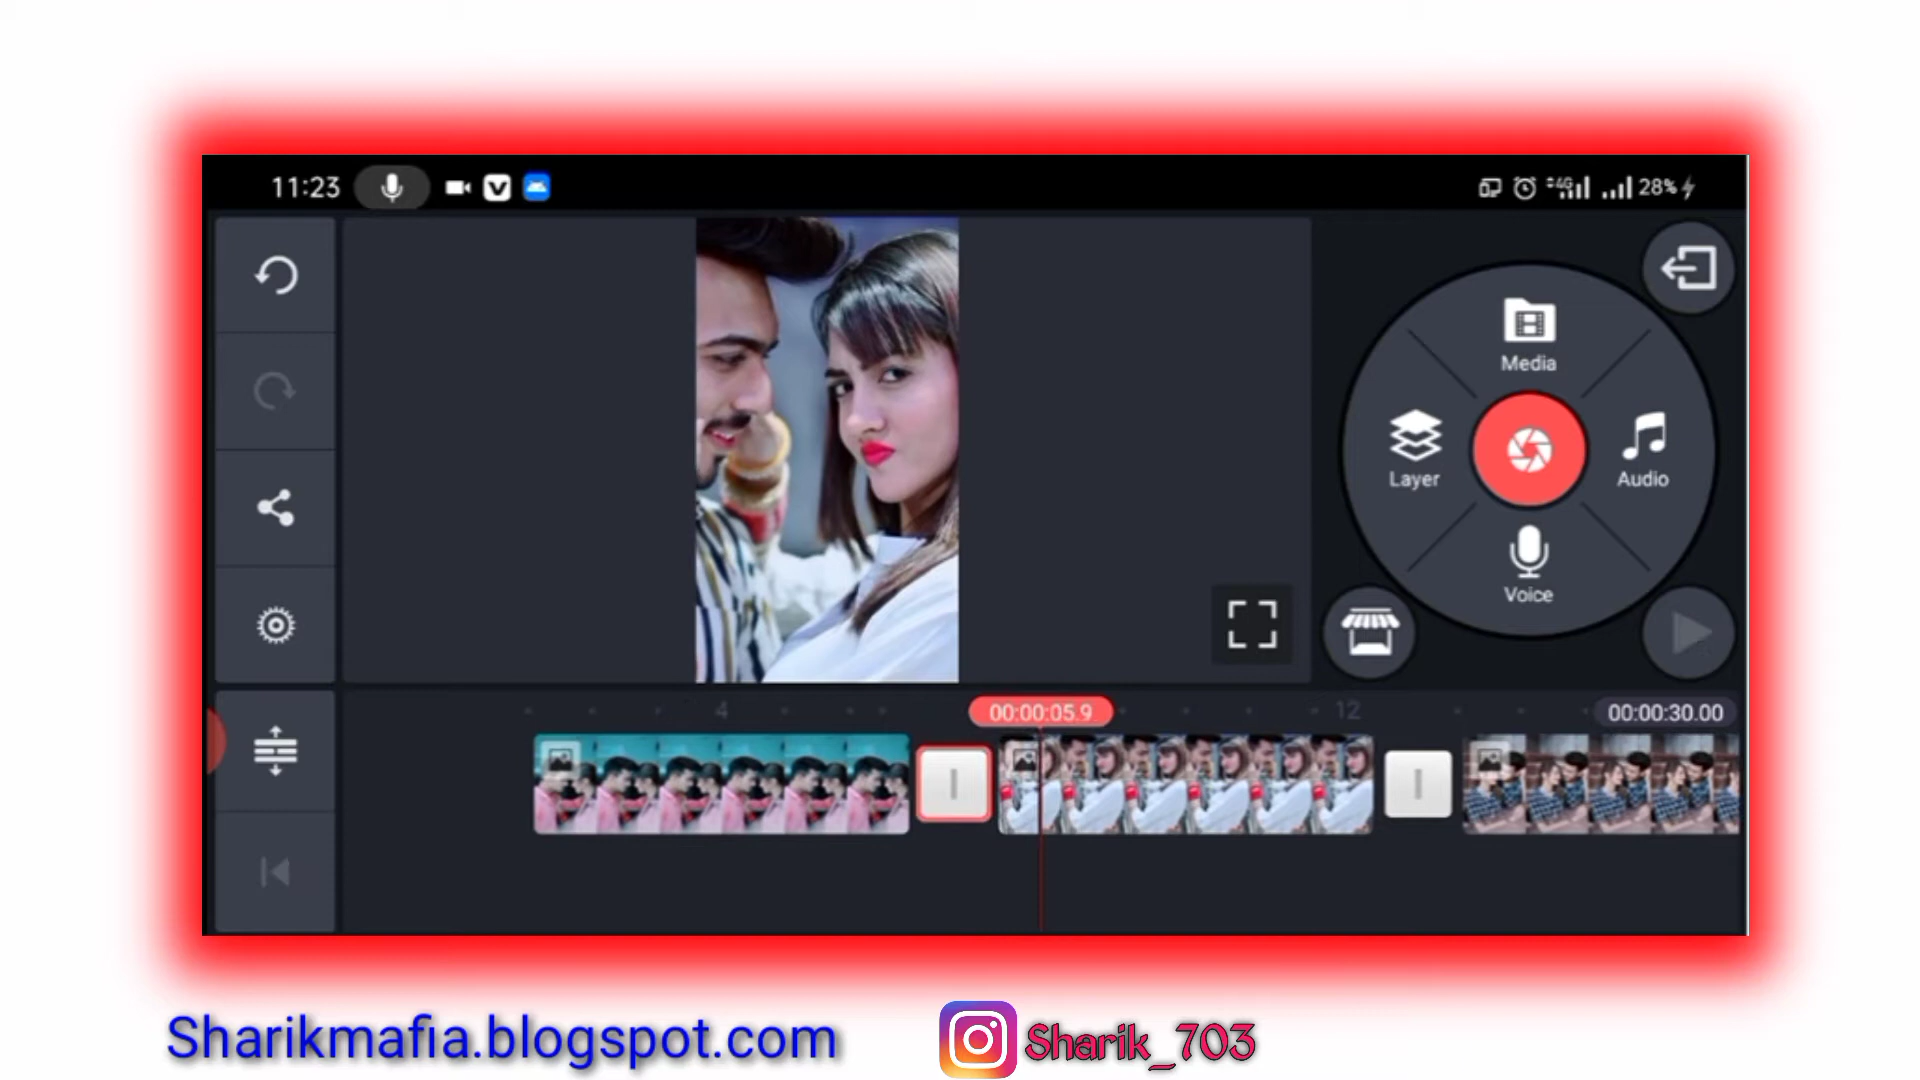 11:23
4G 28%
Media
Layer
Audio
Voice
4
00:00:05.9
12
00:00:30.00
Sharikmafia.blogspot.com
Sharik_703